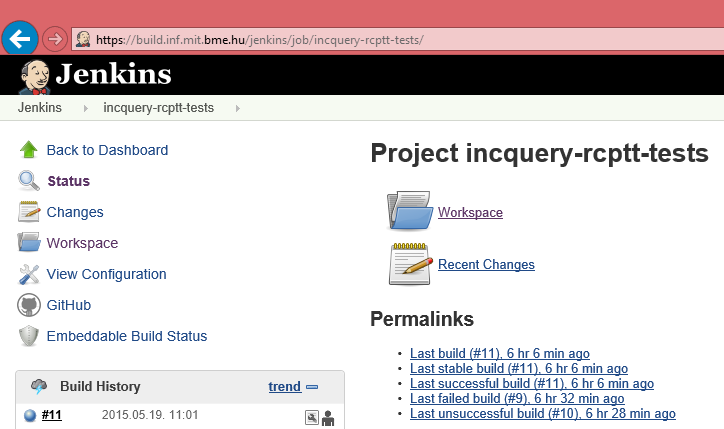 https://build.inf.mit.bme.hu/jenkins/job/incquery-rcptt-tests/
Jenkins
Jenkins incquery-rcptt-tests
Back to Dashboard
Status
Changes
Workspace
View Configuration
GitHub
Embeddable Build Status
Build History trend
#11 2015.05.19. 11:01
Project incquery-rcptt-tests
Workspace
Recent Changes
Permalinks
Last build (#11), 6 hr 6 min ago
Last stable build (#11), 6 hr 6 min ago
Last successful build (#11), 6 hr 6 min ago
Last failed build (#9), 6 hr 32 min ago
Last unsuccessful build (#10), 6 hr 28 min ago